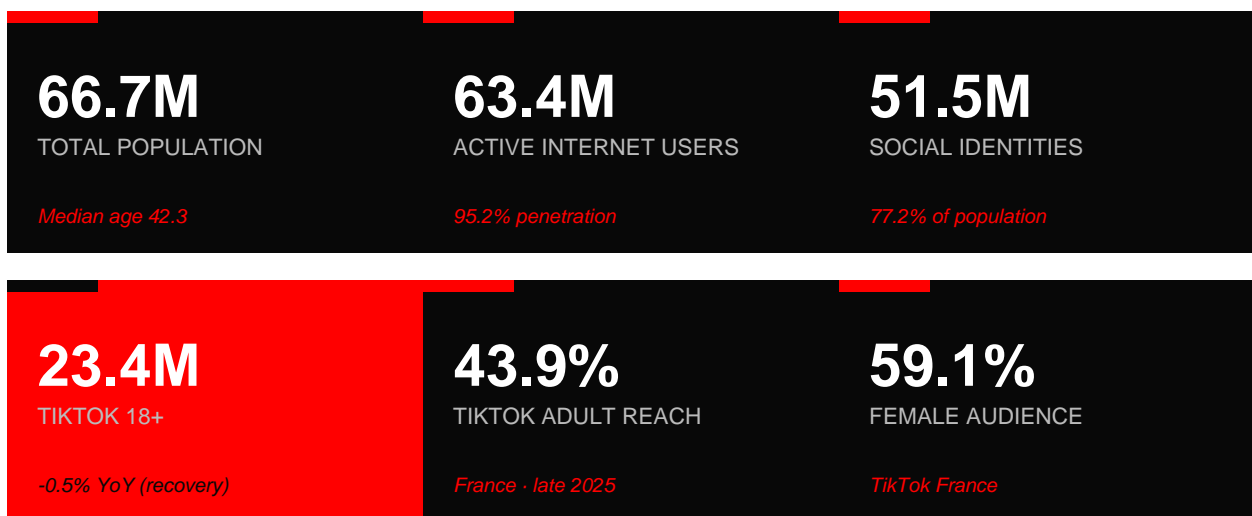 66.7M
TOTAL POPULATION
Median age 42.3
63.4M
ACTIVE INTERNET USERS
95.2% penetration
51.5M
SOCIAL IDENTITIES
77.2% of population
23.4M
TIKTOK 18+
-0.5% YoY (recovery)
43.9%
TIKTOK ADULT REACH
France · late 2025
59.1%
FEMALE AUDIENCE
TikTok France